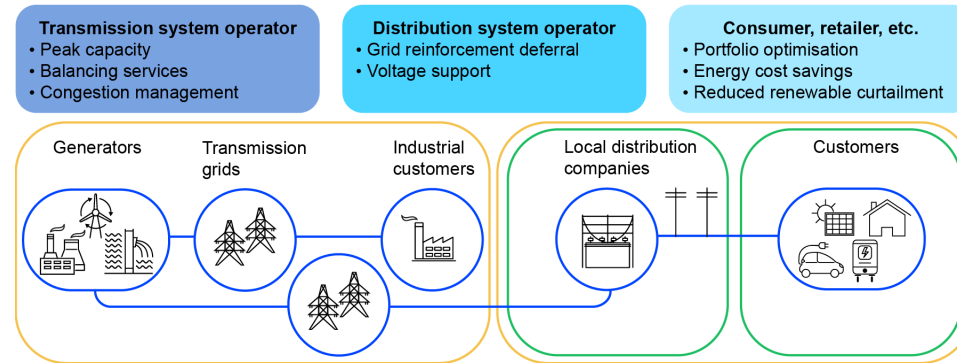 Transmission system operator
• Peak capacity
• Balancing services
• Congestion management
Distribution system operator
• Grid reinforcement deferral
• Voltage support
Consumer, retailer, etc.
• Portfolio optimisation
• Energy cost savings
• Reduced renewable curtailment
Generators
Transmission
grids
Industrial
customers
Local distribution
companies
Customers